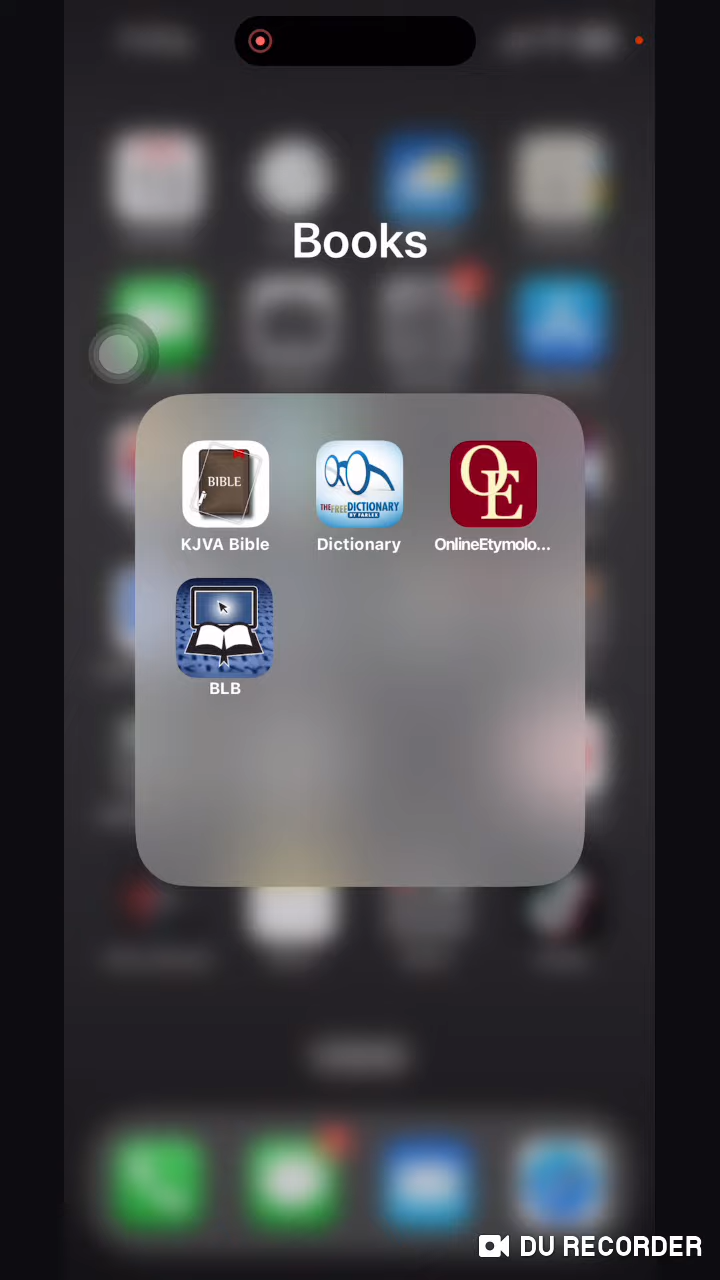 Books
BIBLE
THE FREE DICTIONARY
BY FARLEX
OE
KJVA Bible
Dictionary
OnlineEtymolo...
BLB
DU RECORDER